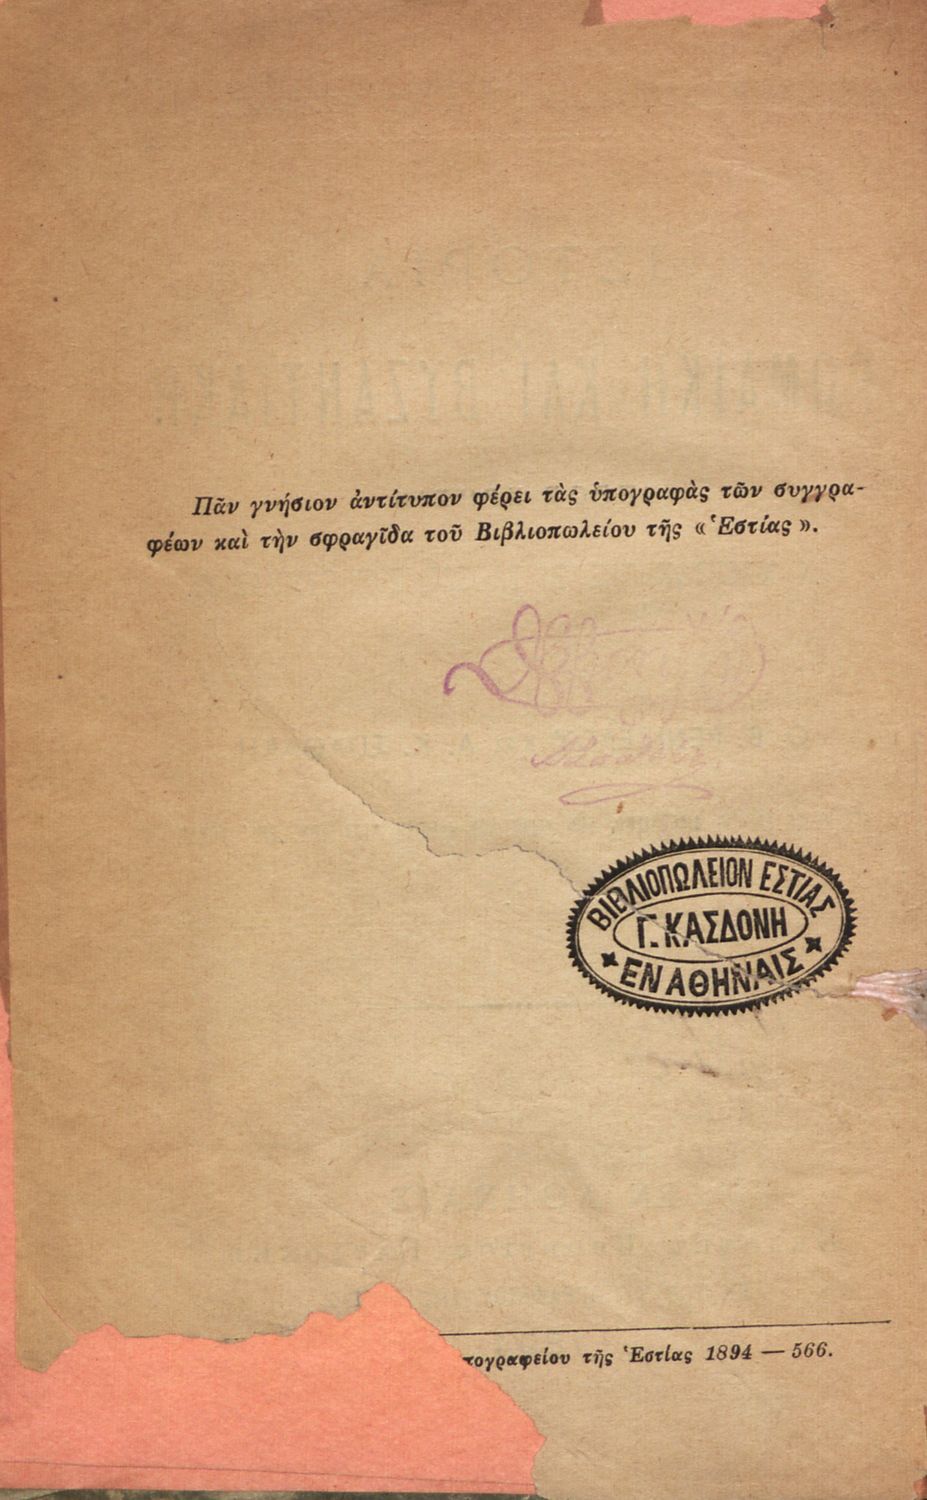 Πᾶν γνήσιον ἀντίτυπον φέρει τὰς ὑπογραφὰς τῶν συγγρα-
φέων καὶ τὴν σφραγῖδα τοῦ Βιβλιοπωλείου τῆς « Ἑστίας ».
ΒΙΒΛΙΟΠΩΛΕΙΟΝ ΕΣΤΙΑΣ
Γ. ΚΑΣΔΟΝΗ
ΕΝ ΑΘΗΝΑΙΣ
πογραφείου τῆς Ἑστίας 1894 — 566.